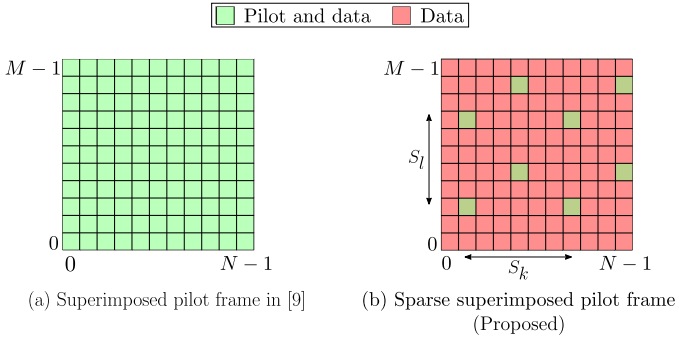 Pilot and data Data
M − 1
0
0 N − 1
(a) Superimposed pilot frame in [9]
M − 1
S_l
0
0 N − 1
S_k
(b) Sparse superimposed pilot frame
(Proposed)